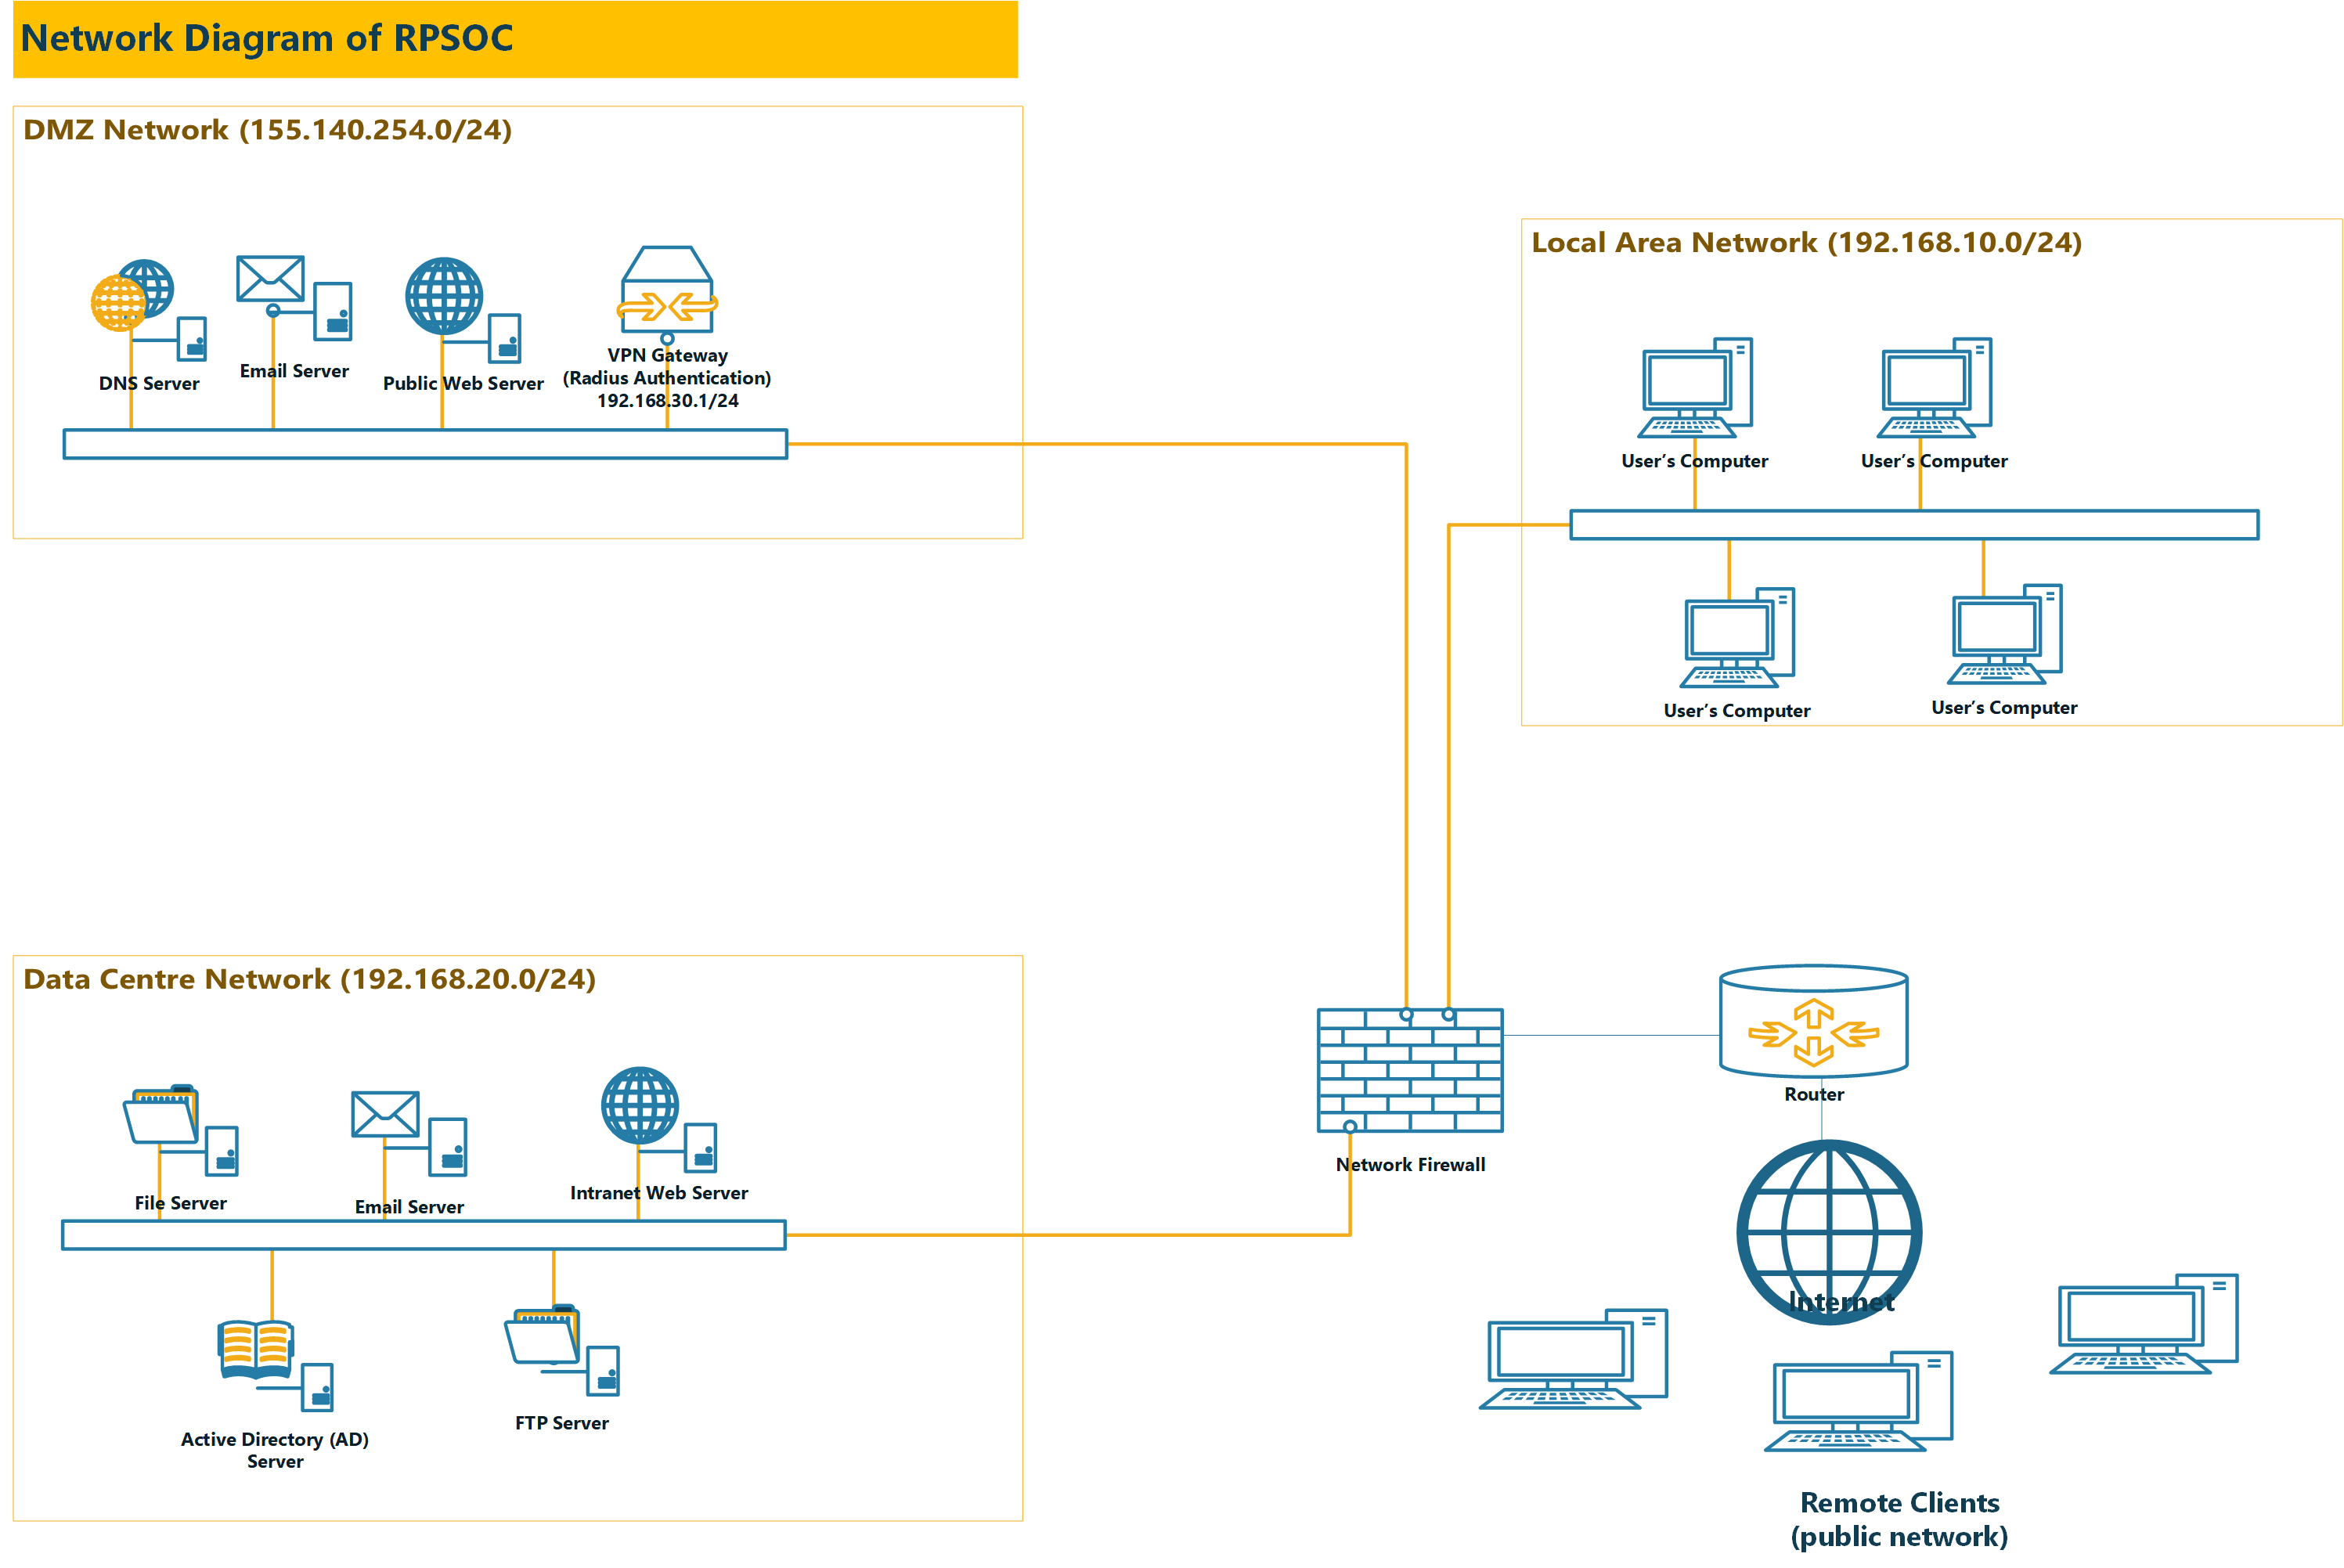 Network Diagram of RPSOC
DMZ Network (155.140.254.0/24)
DNS Server
Email Server
Public Web Server
VPN Gateway
(Radius Authentication)
192.168.30.1/24
Local Area Network (192.168.10.0/24)
User’s Computer
User’s Computer
User’s Computer
User’s Computer
Data Centre Network (192.168.20.0/24)
File Server
Email Server
Intranet Web Server
Active Directory (AD)
Server
FTP Server
Network Firewall
Router
Internet
Remote Clients
(public network)